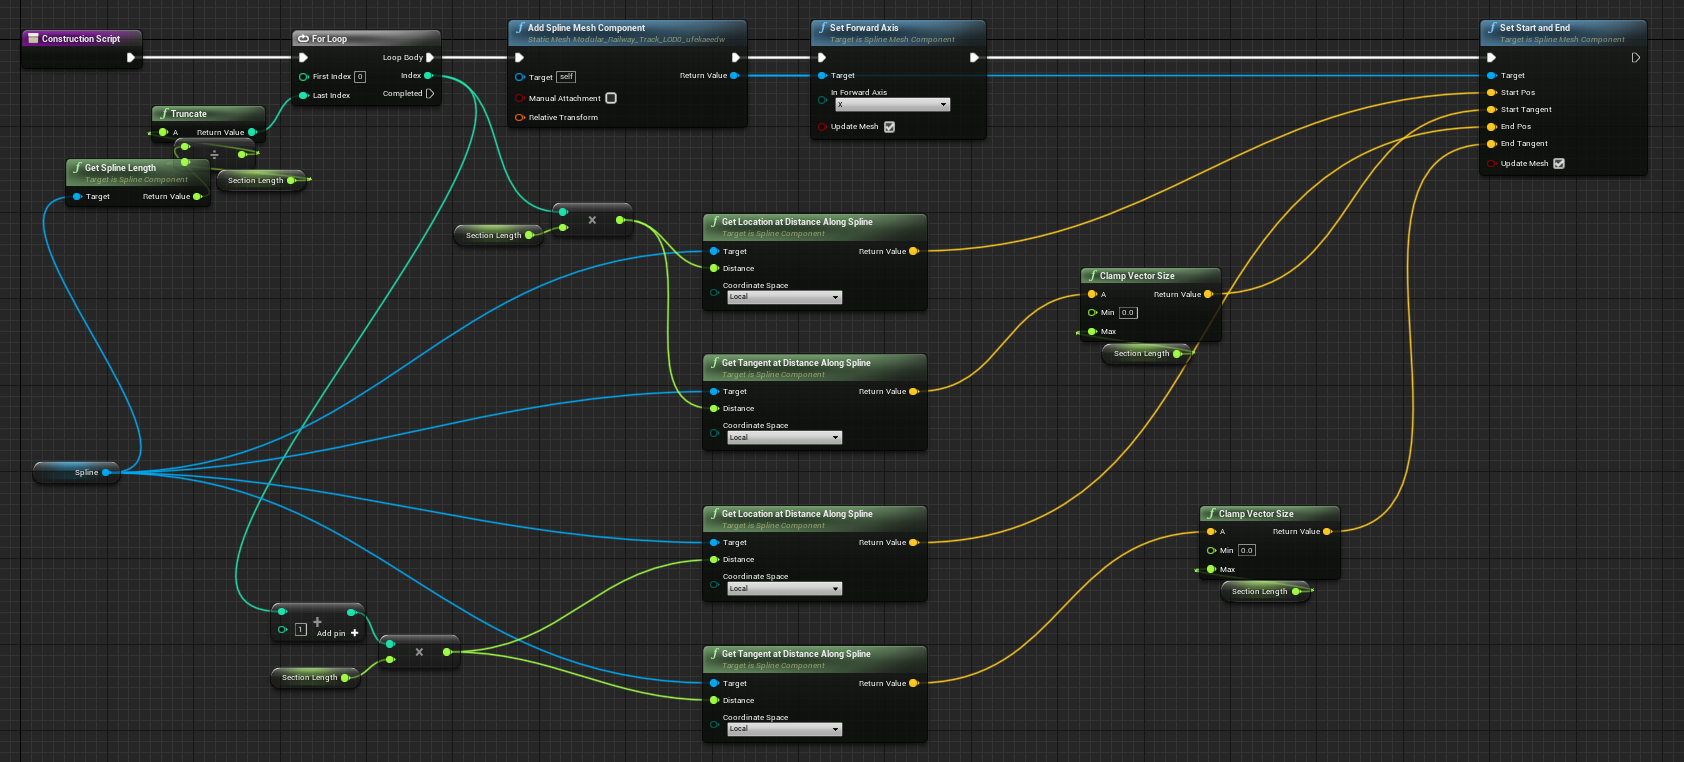 Construction Script
For Loop
Loop Body
First Index 0
Index
Last Index
Completed
Add Spline Mesh Component
Static Mesh Modular_Railway_Track_LOD0_ufekaeedw
Target self
Return Value
Manual Attachment
Relative Transform
Set Forward Axis
Target is Spline Mesh Component
Target
In Forward Axis
X
Update Mesh
Set Start and End
Target is Spline Mesh Component
Target
Start Pos
Start Tangent
End Pos
End Tangent
Update Mesh
Truncate
A Return Value
÷
Get Spline Length
Target is Spline Component
Target Return Value
Section Length
Section Length
×
Get Location at Distance Along Spline
Target is Spline Component
Target Return Value
Distance
Coordinate Space
Local
Clamp Vector Size
A Return Value
Min 0.0
Max
Section Length
Get Tangent at Distance Along Spline
Target is Spline Component
Target Return Value
Distance
Coordinate Space
Local
Spline
Get Location at Distance Along Spline
Target is Spline Component
Target Return Value
Distance
Coordinate Space
Local
Clamp Vector Size
A Return Value
Min 0.0
Max
Section Length
+
1 Add pin +
×
Section Length
Get Tangent at Distance Along Spline
Target is Spline Component
Target Return Value
Distance
Coordinate Space
Local